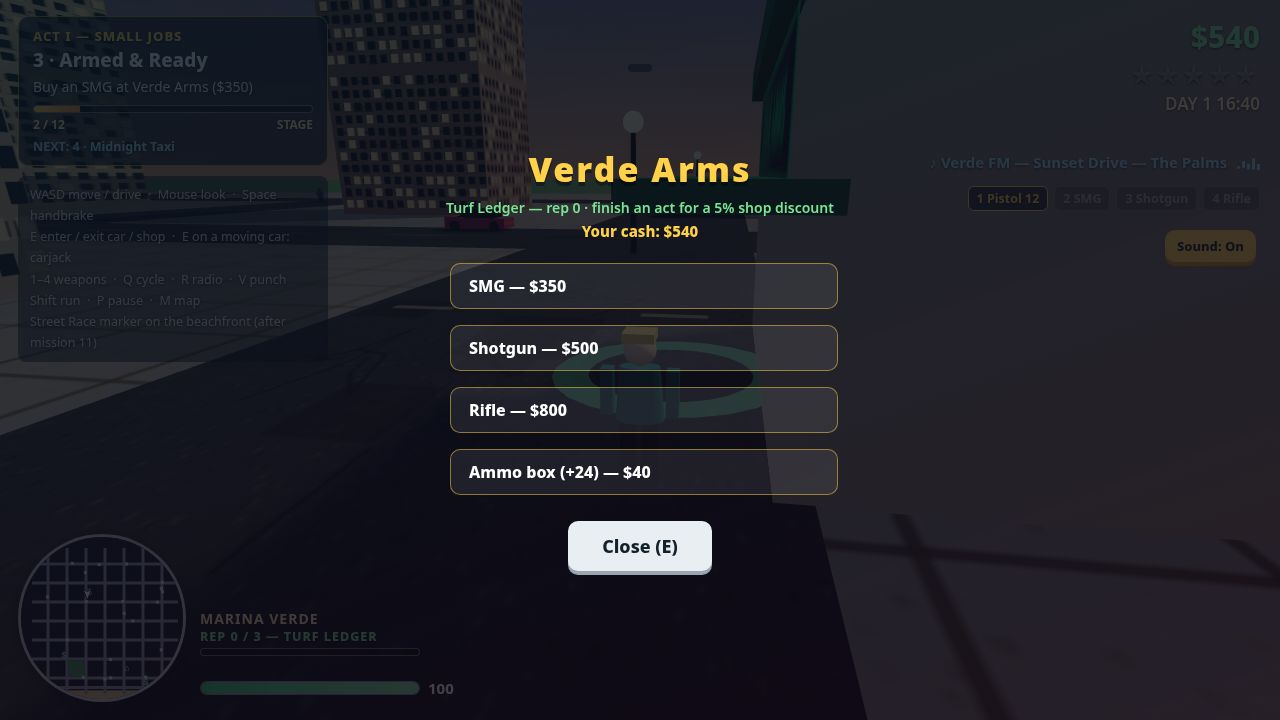 ACT I — SMALL JOBS
3 · Armed & Ready
Buy an SMG at Verde Arms ($350)
2 / 12 STAGE
NEXT: 4 · Midnight Taxi
WASD move / drive · Mouse look · Space
handbrake
E enter / exit car / shop · E on a moving car:
carjack
1–4 weapons · Q cycle · R radio · V punch
Shift run · P pause · M map
Street Race marker on the beachfront (after
mission 11)
$540
★★★★★
DAY 1 16:40
♪ Verde FM — Sunset Drive — The Palms
1 Pistol 12 2 SMG 3 Shotgun 4 Rifle
Sound: On
Verde Arms
Turf Ledger — rep 0 · finish an act for a 5% shop discount
Your cash: $540
SMG — $350
Shotgun — $500
Rifle — $800
Ammo box (+24) — $40
Close (E)
MARINA VERDE
REP 0 / 3 — TURF LEDGER
100